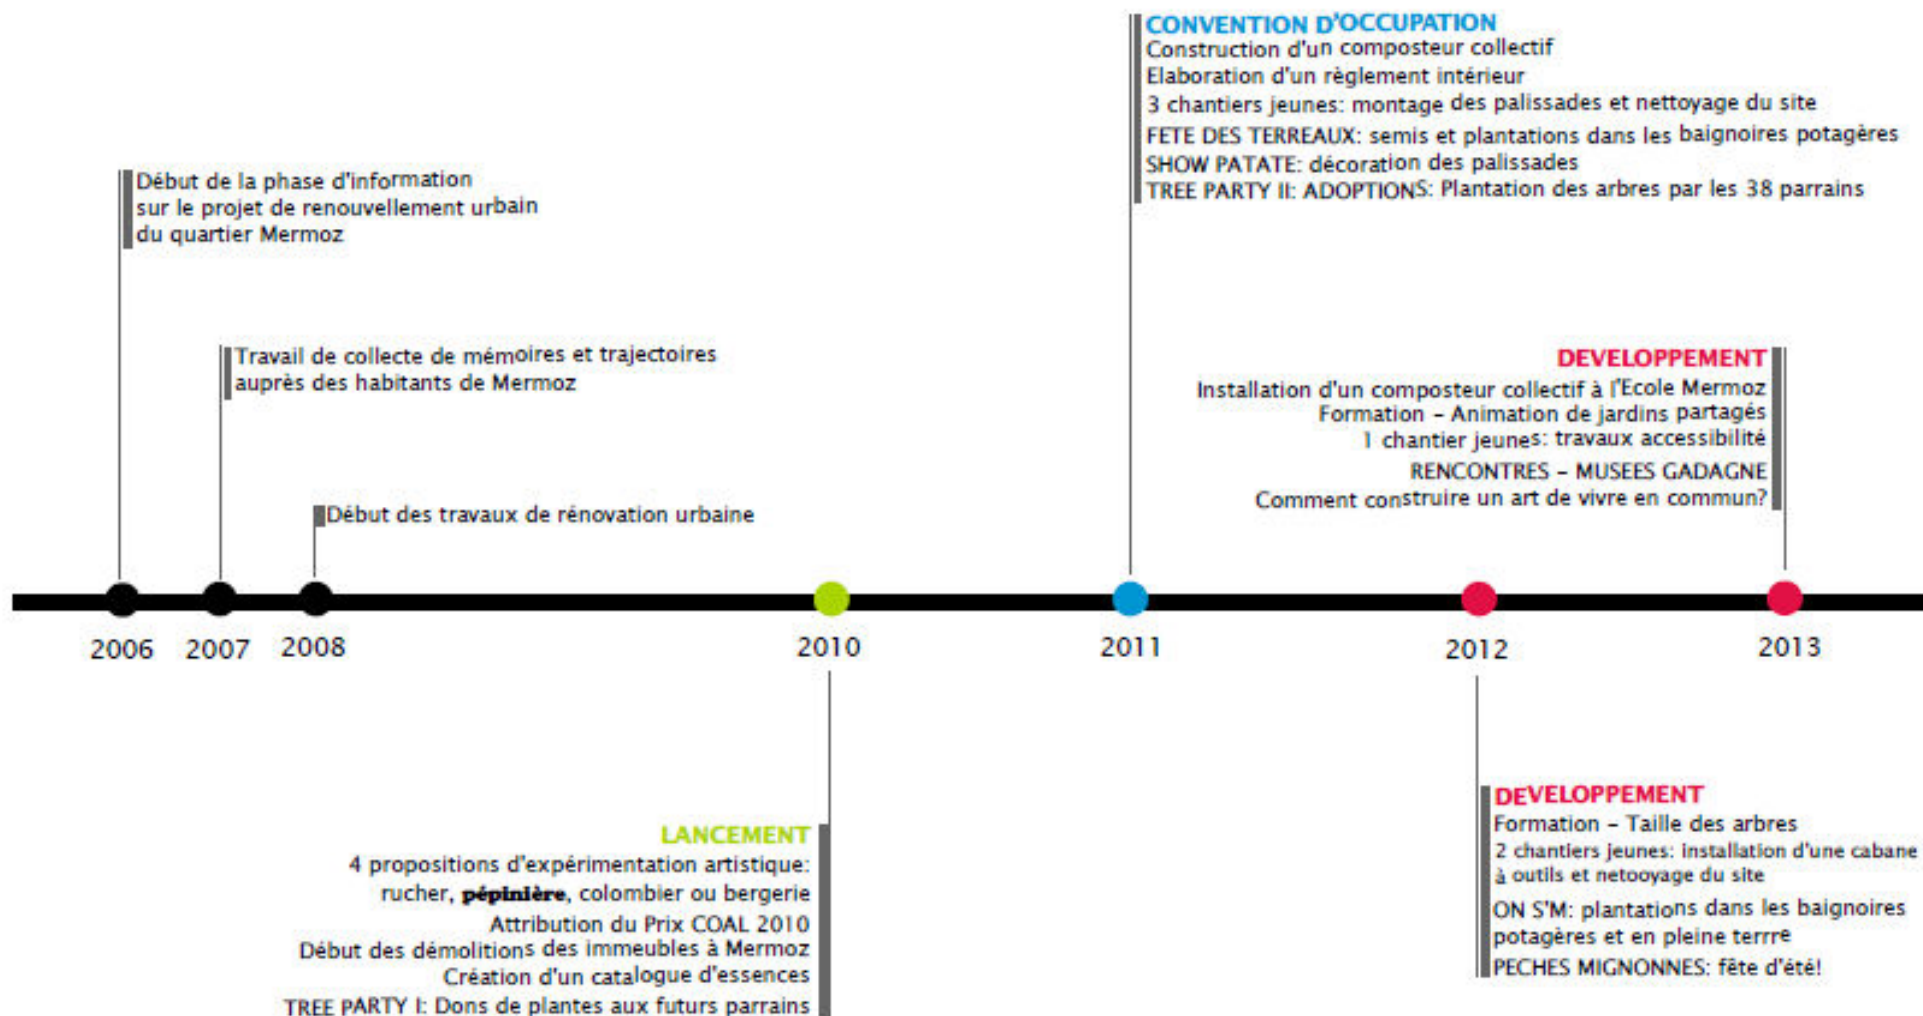 CONVENTION D'OCCUPATION
Construction d'un composteur collectif
Elaboration d'un règlement intérieur
3 chantiers jeunes: montage des palissades et nettoyage du site
FETE DES TERREAUX: semis et plantations dans les baignoires potagères
SHOW PATATE: décoration des palissades
TREE PARTY II: ADOPTIONS: Plantation des arbres par les 38 parrains
Début de la phase d'information
sur le projet de renouvellement urbain
du quartier Mermoz
Travail de collecte de mémoires et trajectoires
auprès des habitants de Mermoz
Début des travaux de rénovation urbaine
DEVELOPPEMENT
Installation d'un composteur collectif à l'Ecole Mermoz
Formation - Animation de jardins partagés
1 chantier jeunes: travaux accessibilité
RENCONTRES - MUSEES GADAGNE
Comment construire un art de vivre en commun?
2006 2007 2008 2010 2011 2012 2013
LANCEMENT
4 propositions d'expérimentation artistique:
rucher, pépinière, colombier ou bergerie
Attribution du Prix COAL 2010
Début des démolitions des immeubles à Mermoz
Création d'un catalogue d'essences
TREE PARTY I: Dons de plantes aux futurs parrains
DEVELOPPEMENT
Formation - Taille des arbres
2 chantiers jeunes: installation d'une cabane
à outils et netooyage du site
ON S'M: plantations dans les baignoires
potagères et en pleine terrre
PECHES MIGNONNES: fête d'été!